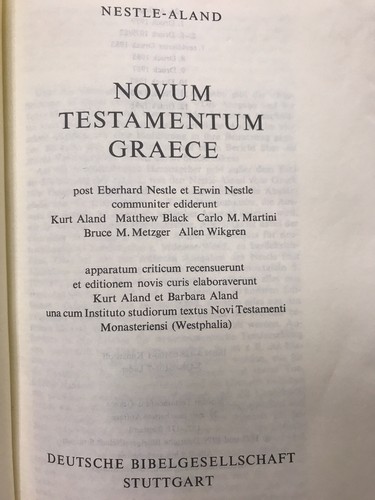 NESTLE-ALAND
NOVUM
TESTAMENTUM
GRAECE
post Eberhard Nestle et Erwin Nestle
communiter ediderunt
Kurt Aland Matthew Black Carlo M. Martini
Bruce M. Metzger Allen Wikgren
apparatum criticum recensuerunt
et editionem novis curis elaboraverunt
Kurt Aland et Barbara Aland
una cum Instituto studiorum textus Novi Testamenti
Monasteriensi (Westphalia)
DEUTSCHE BIBELGESELLSCHAFT
STUTTGART